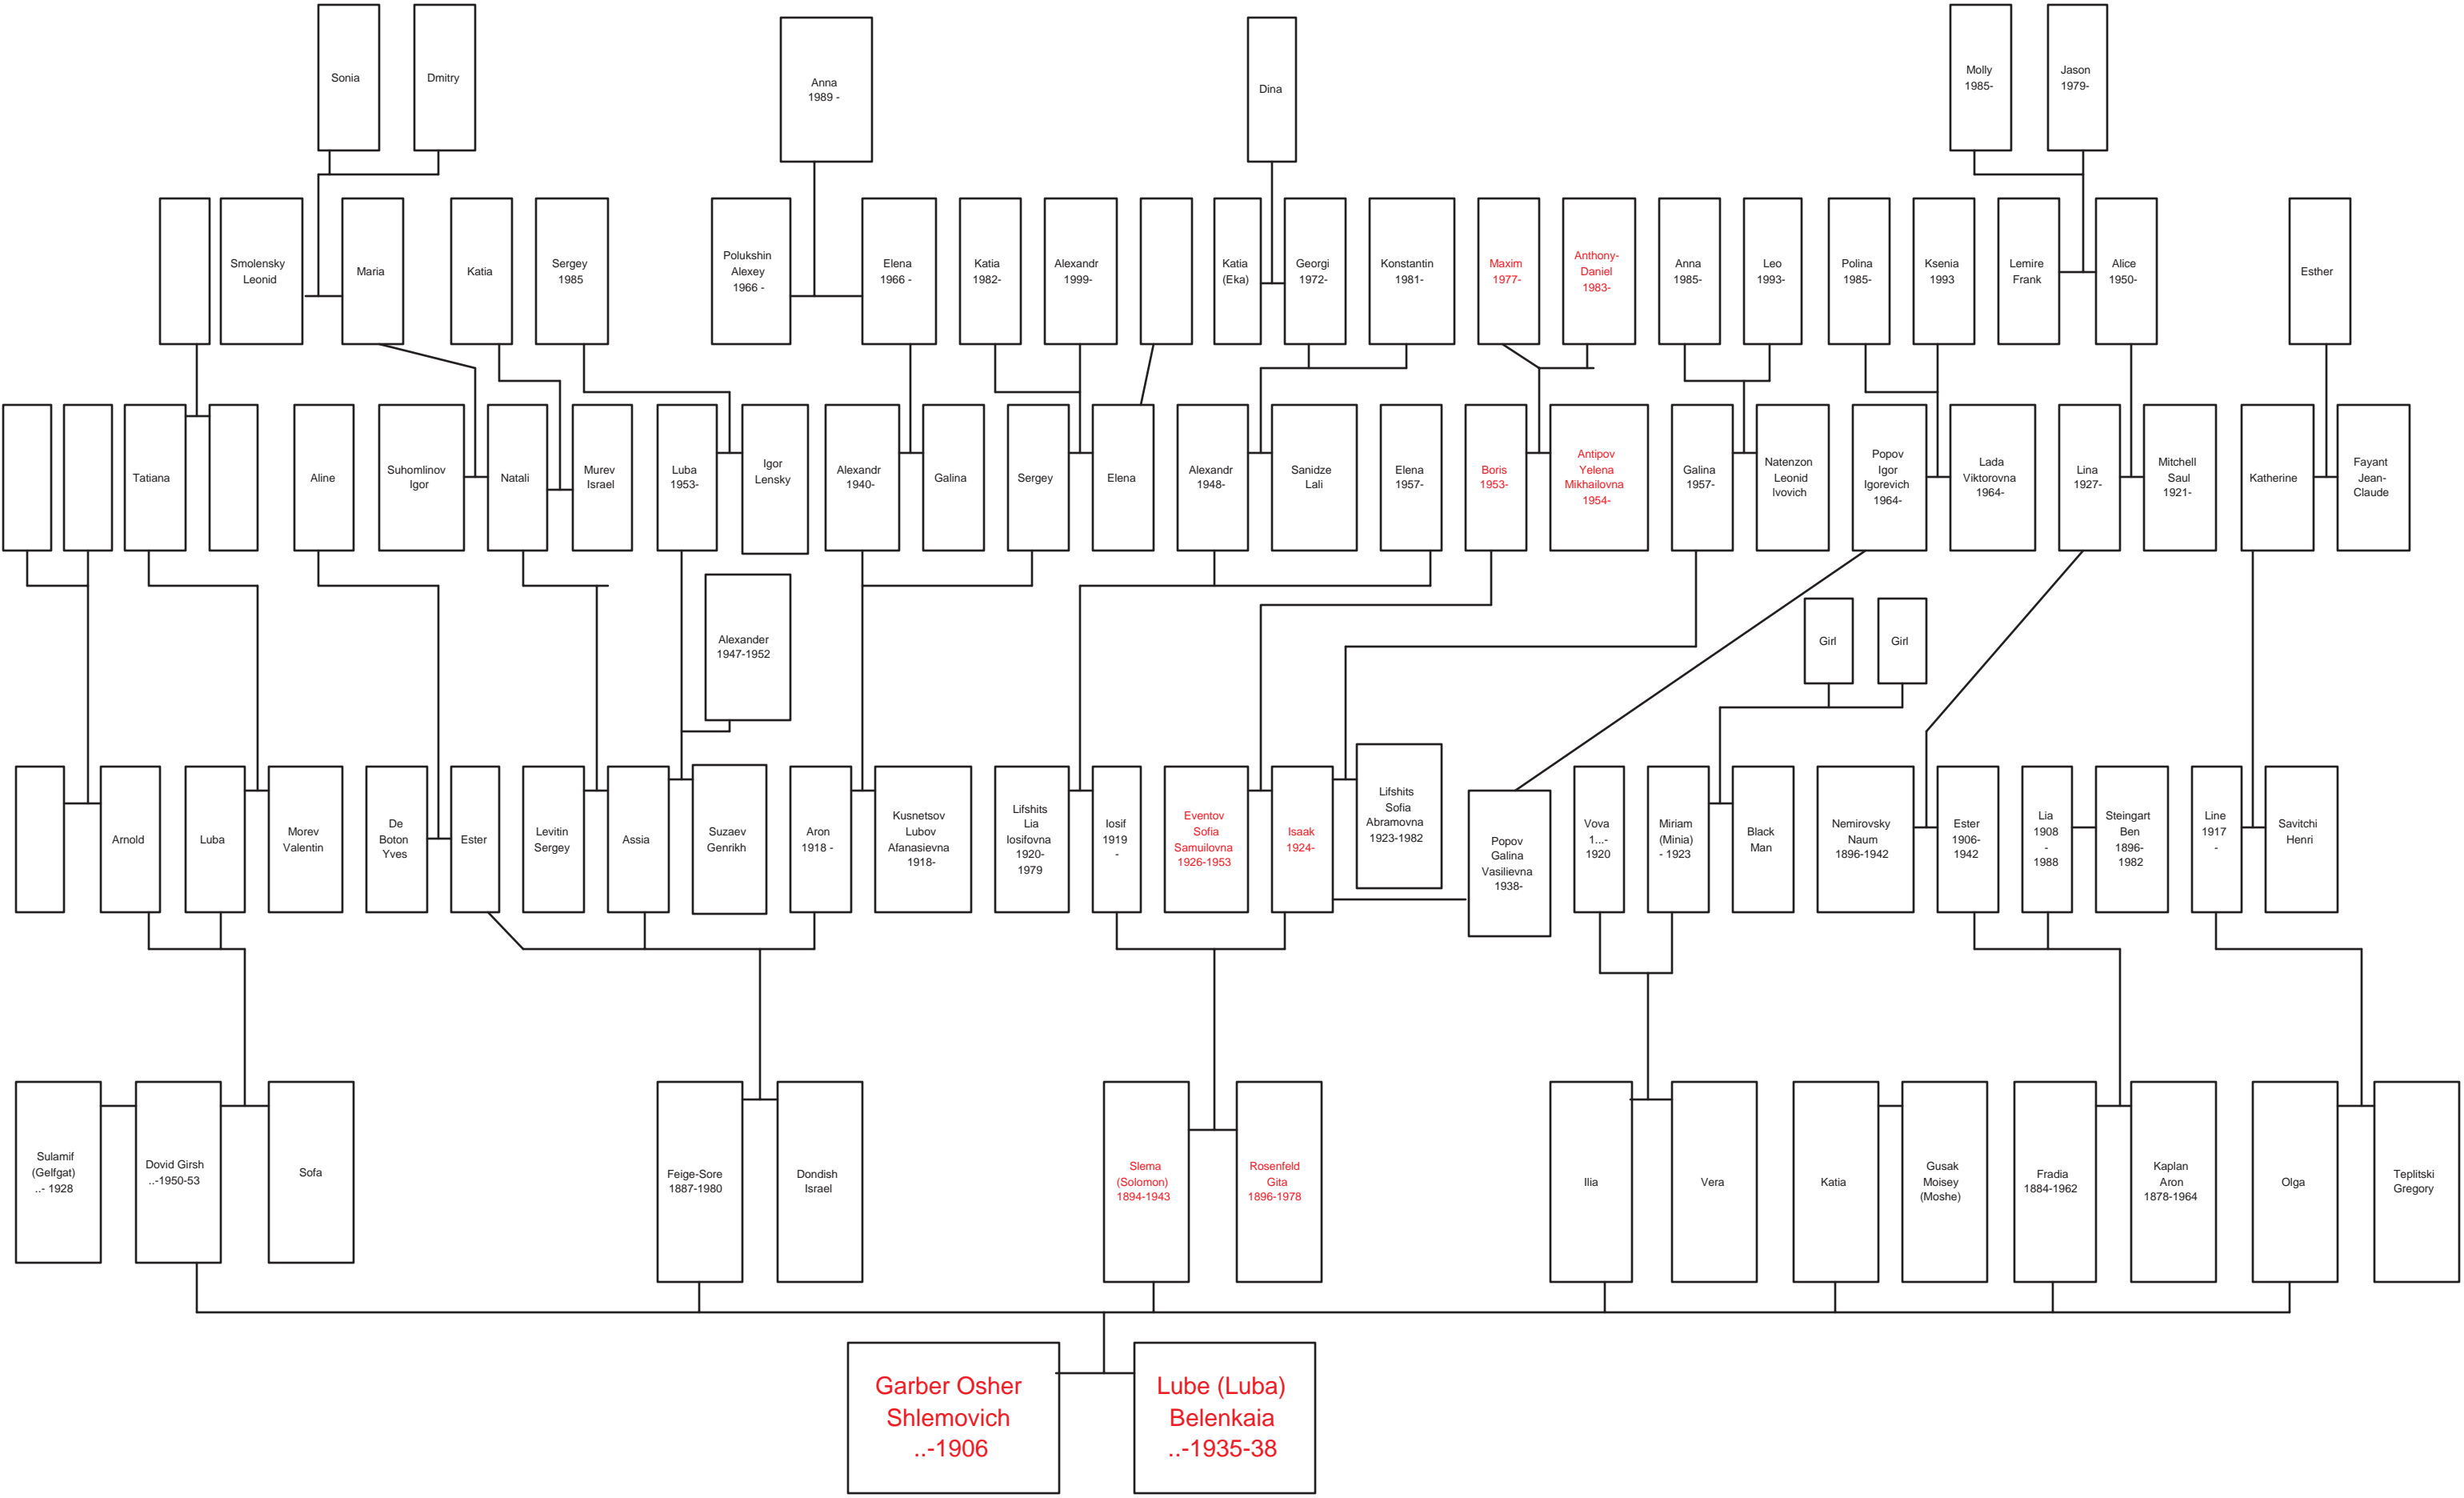 Sonia
Dmitry
Anna
1989 -
Dina
Molly
1985-
Jason
1979-
Smolensky
Leonid
Maria
Katia
Sergey
1985
Polukshin
Alexey
1966 -
Elena
1966 -
Katia
1982-
Alexandr
1999-
Katia
(Eka)
Georgi
1972-
Konstantin
1981-
Maxim
1977-
Anthony-
Daniel
1983-
Anna
1985-
Leo
1993-
Polina
1985-
Ksenia
1993
Lemire
Frank
Alice
1950-
Esther
Tatiana
Aline
Suhomlinov
Igor
Natali
Murev
Israel
Luba
1953-
Igor
Lensky
Alexandr
1940-
Galina
Sergey
Elena
Alexandr
1948-
Sanidze
Lali
Elena
1957-
Boris
1953-
Antipov
Yelena
Mikhailovna
1954-
Galina
1957-
Natenzon
Leonid
lvovich
Popov
Igor
Igorevich
1964-
Lada
Viktorovna
1964-
Lina
1927-
Mitchell
Saul
1921-
Katherine
Fayant
Jean-
Claude
Alexander
1947-1952
Girl
Girl
Arnold
Luba
Morev
Valentin
De
Boton
Yves
Ester
Levitin
Sergey
Assia
Suzaev
Genrikh
Aron
1918 -
Kusnetsov
Lubov
Afanasievna
1918-
Lifshits
Lia
Iosifovna
1920-
1979
Iosif
1919
-
Eventov
Sofia
Samuilovna
1926-1953
Isaak
1924-
Lifshits
Sofia
Abramovna
1923-1982
Popov
Galina
Vasilievna
1938-
Vova
1...-
1920
Miriam
(Minia)
- 1923
Black
Man
Nemirovsky
Naum
1896-1942
Ester
1906-
1942
Lia
1908
-
1988
Steingart
Ben
1896-
1982
Line
1917
-
Savitchi
Henri
Sulamif
(Gelfgat)
..- 1928
Dovid Girsh
..-1950-53
Sofa
Feige-Sore
1887-1980
Dondish
Israel
Slema
(Solomon)
1894-1943
Rosenfeld
Gita
1896-1978
Ilia
Vera
Katia
Gusak
Moisey
(Moshe)
Fradia
1884-1962
Kaplan
Aron
1878-1964
Olga
Teplitski
Gregory
Garber Osher
Shlemovich
..-1906
Lube (Luba)
Belenkaia
..-1935-38